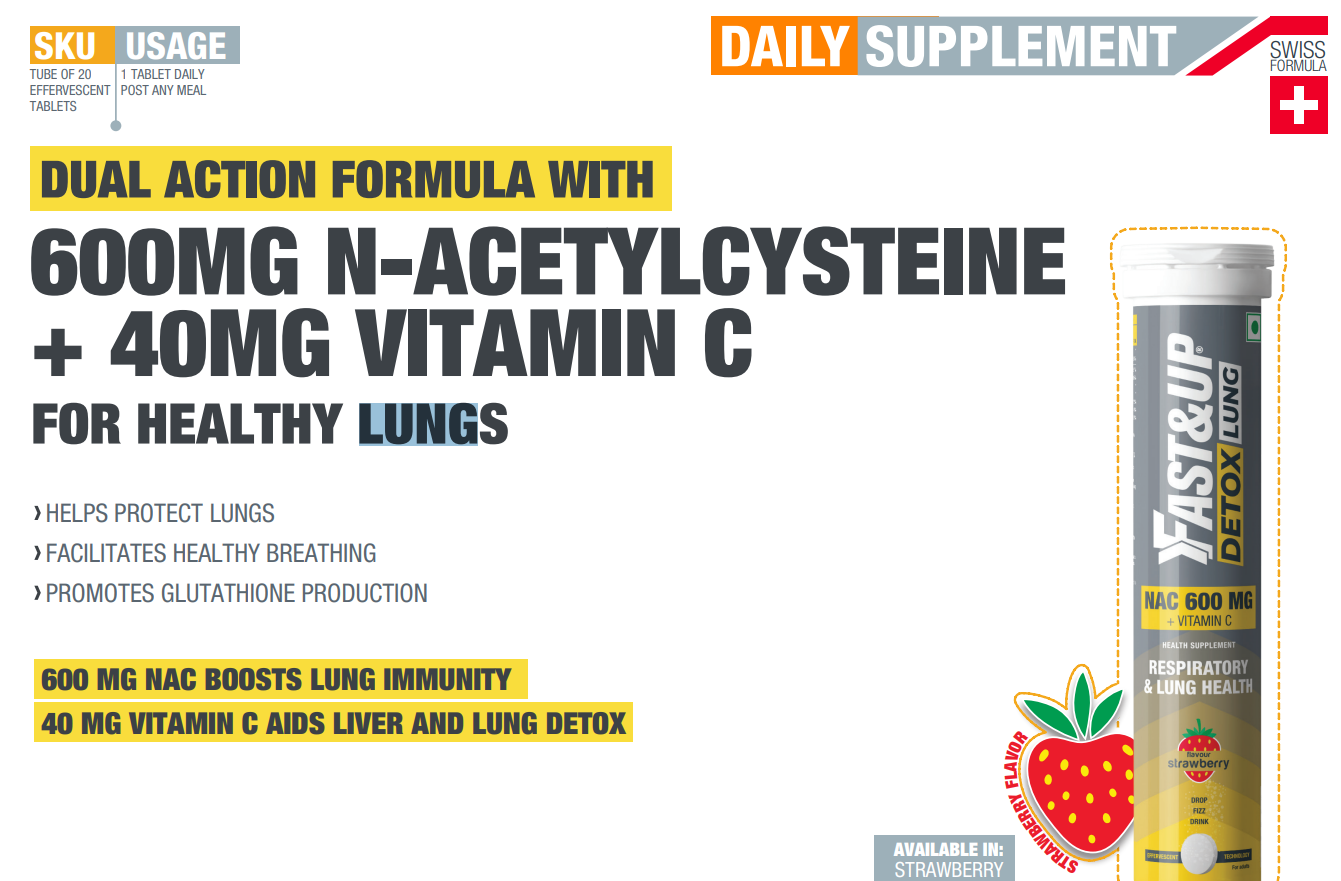 SKU USAGE
TUBE OF 20
EFFERVESCENT
TABLETS
1 TABLET DAILY
POST ANY MEAL
DAILY SUPPLEMENT
SWISS
FORMULA
DUAL ACTION FORMULA WITH
600MG N-ACETYLCYSTEINE
+ 40MG VITAMIN C
FOR HEALTHY LUNGS
› HELPS PROTECT LUNGS
› FACILITATES HEALTHY BREATHING
› PROMOTES GLUTATHIONE PRODUCTION
600 MG NAC BOOSTS LUNG IMMUNITY
40 MG VITAMIN C AIDS LIVER AND LUNG DETOX
FAST&UP®
DETOX LUNG
NAC 600 MG
+ VITAMIN C
HEALTH SUPPLEMENT
RESPIRATORY
& LUNG HEALTH
flavour
strawberry
DROP
FIZZ
DRINK
EFFERVESCENT TECHNOLOGY
For adults
STRAWBERRY FLAVOR
AVAILABLE IN:
STRAWBERRY